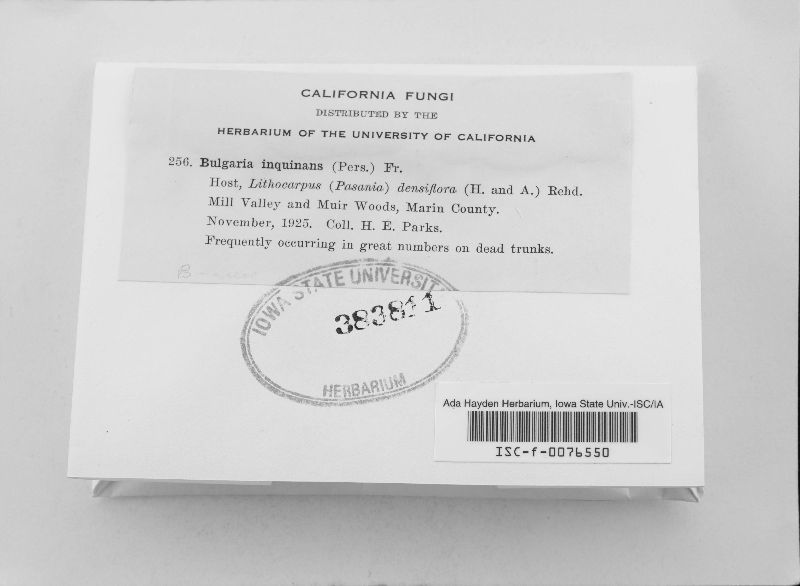 CALIFORNIA FUNGI
DISTRIBUTED BY THE
HERBARIUM OF THE UNIVERSITY OF CALIFORNIA
256. Bulgaria inquinans (Pers.) Fr.
Host, Lithocarpus (Pasania) densiflora (H. and A.) Rehd.
Mill Valley and Muir Woods, Marin County.
November, 1925. Coll. H. E. Parks.
Frequently occurring in great numbers on dead trunks.
IOWA STATE UNIVERSITY
383811
HERBARIUM
Ada Hayden Herbarium, Iowa State Univ.-ISC/IA
ISC-f-0076550